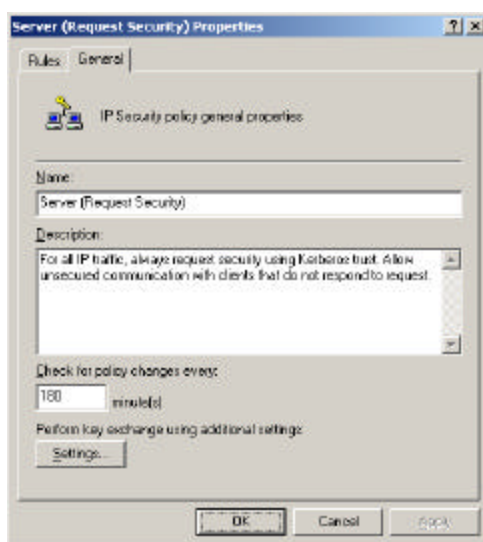 Server (Request Security) Properties
Rules General
IP Security policy general properties
Name:
Server (Request Security)
Description:
For all IP traffic, always request security using Kerberos trust. Allow
unsecured communication with clients that do not respond to request.
Check for policy changes every:
180 minute(s)
Perform key exchange using additional settings:
Settings...
OK Cancel Apply